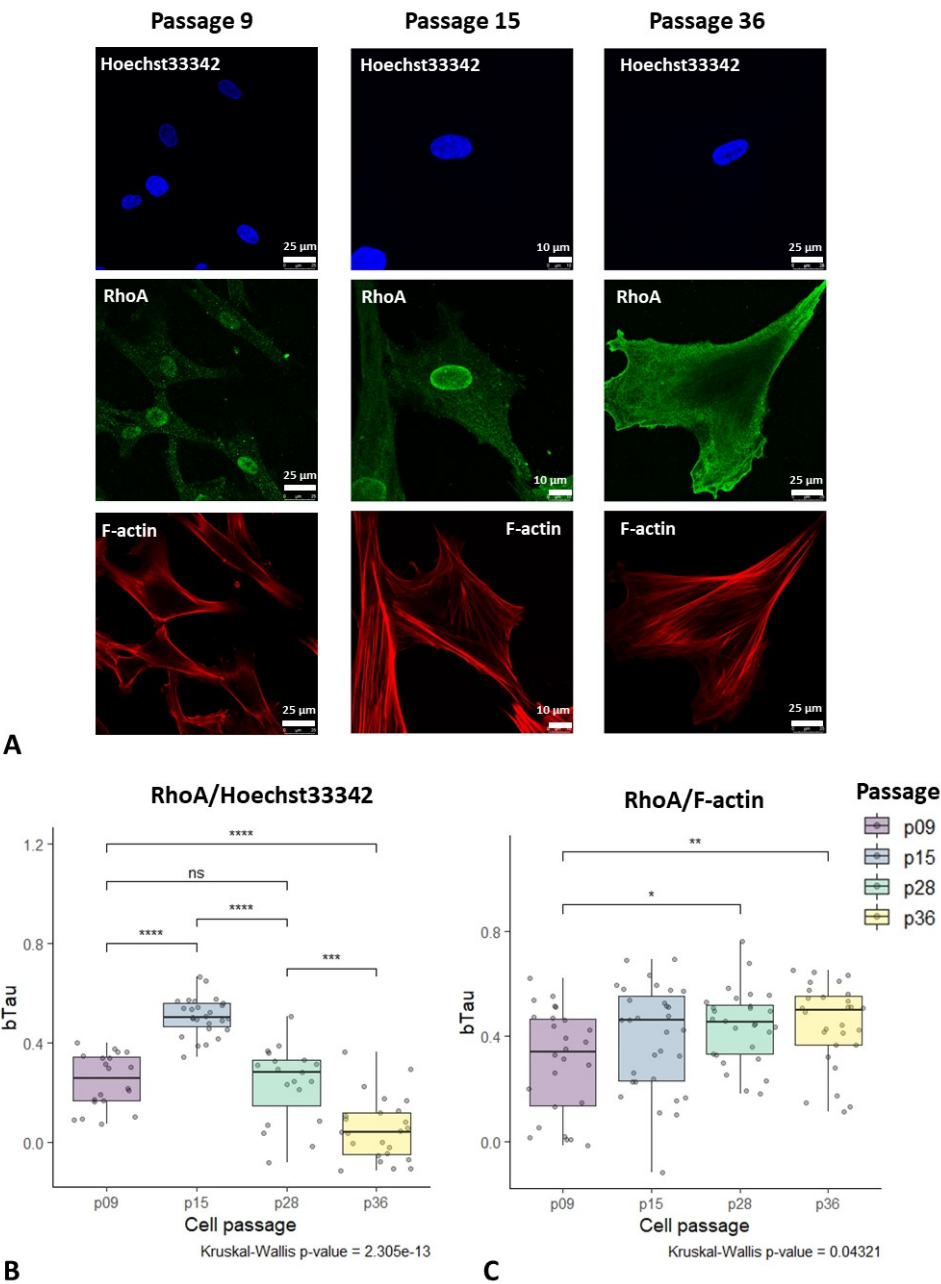 Passage 9 Passage 15 Passage 36
Hoechst33342 Hoechst33342 Hoechst33342
25 µm 10 µm 25 µm
RhoA RhoA RhoA
25 µm 10 µm 25 µm
F-actin F-actin F-actin
25 µm 10 µm 25 µm
A
RhoA/Hoechst33342
1.2
0.8
0.4
0.0
bTau
****
ns
****
****
***
p09 p15 p28 p36
Cell passage
Kruskal-Wallis p-value = 2.305e-13
B
RhoA/F-actin
0.8
0.4
0.0
bTau
**
*
p09 p15 p28 p36
Cell passage
Kruskal-Wallis p-value = 0.04321
C
Passage
p09
p15
p28
p36